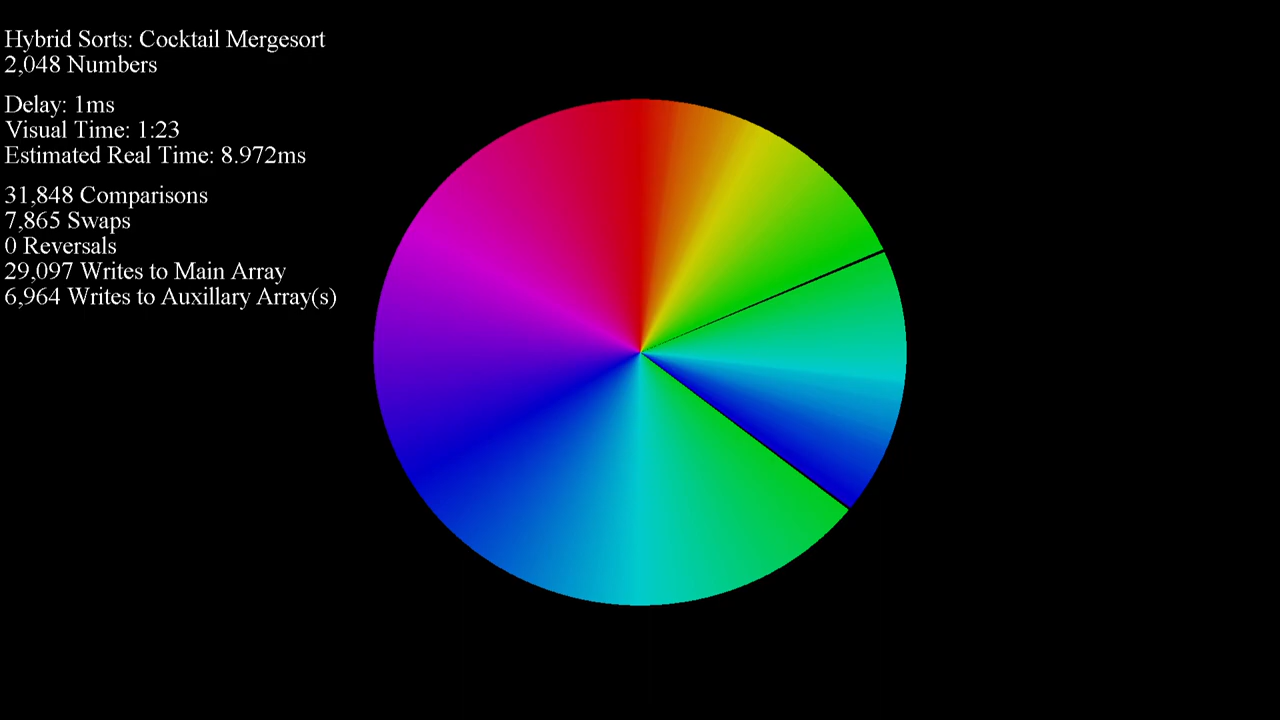 Hybrid Sorts: Cocktail Mergesort
2,048 Numbers
Delay: 1ms
Visual Time: 1:23
Estimated Real Time: 8.972ms
31,848 Comparisons
7,865 Swaps
0 Reversals
29,097 Writes to Main Array
6,964 Writes to Auxillary Array(s)